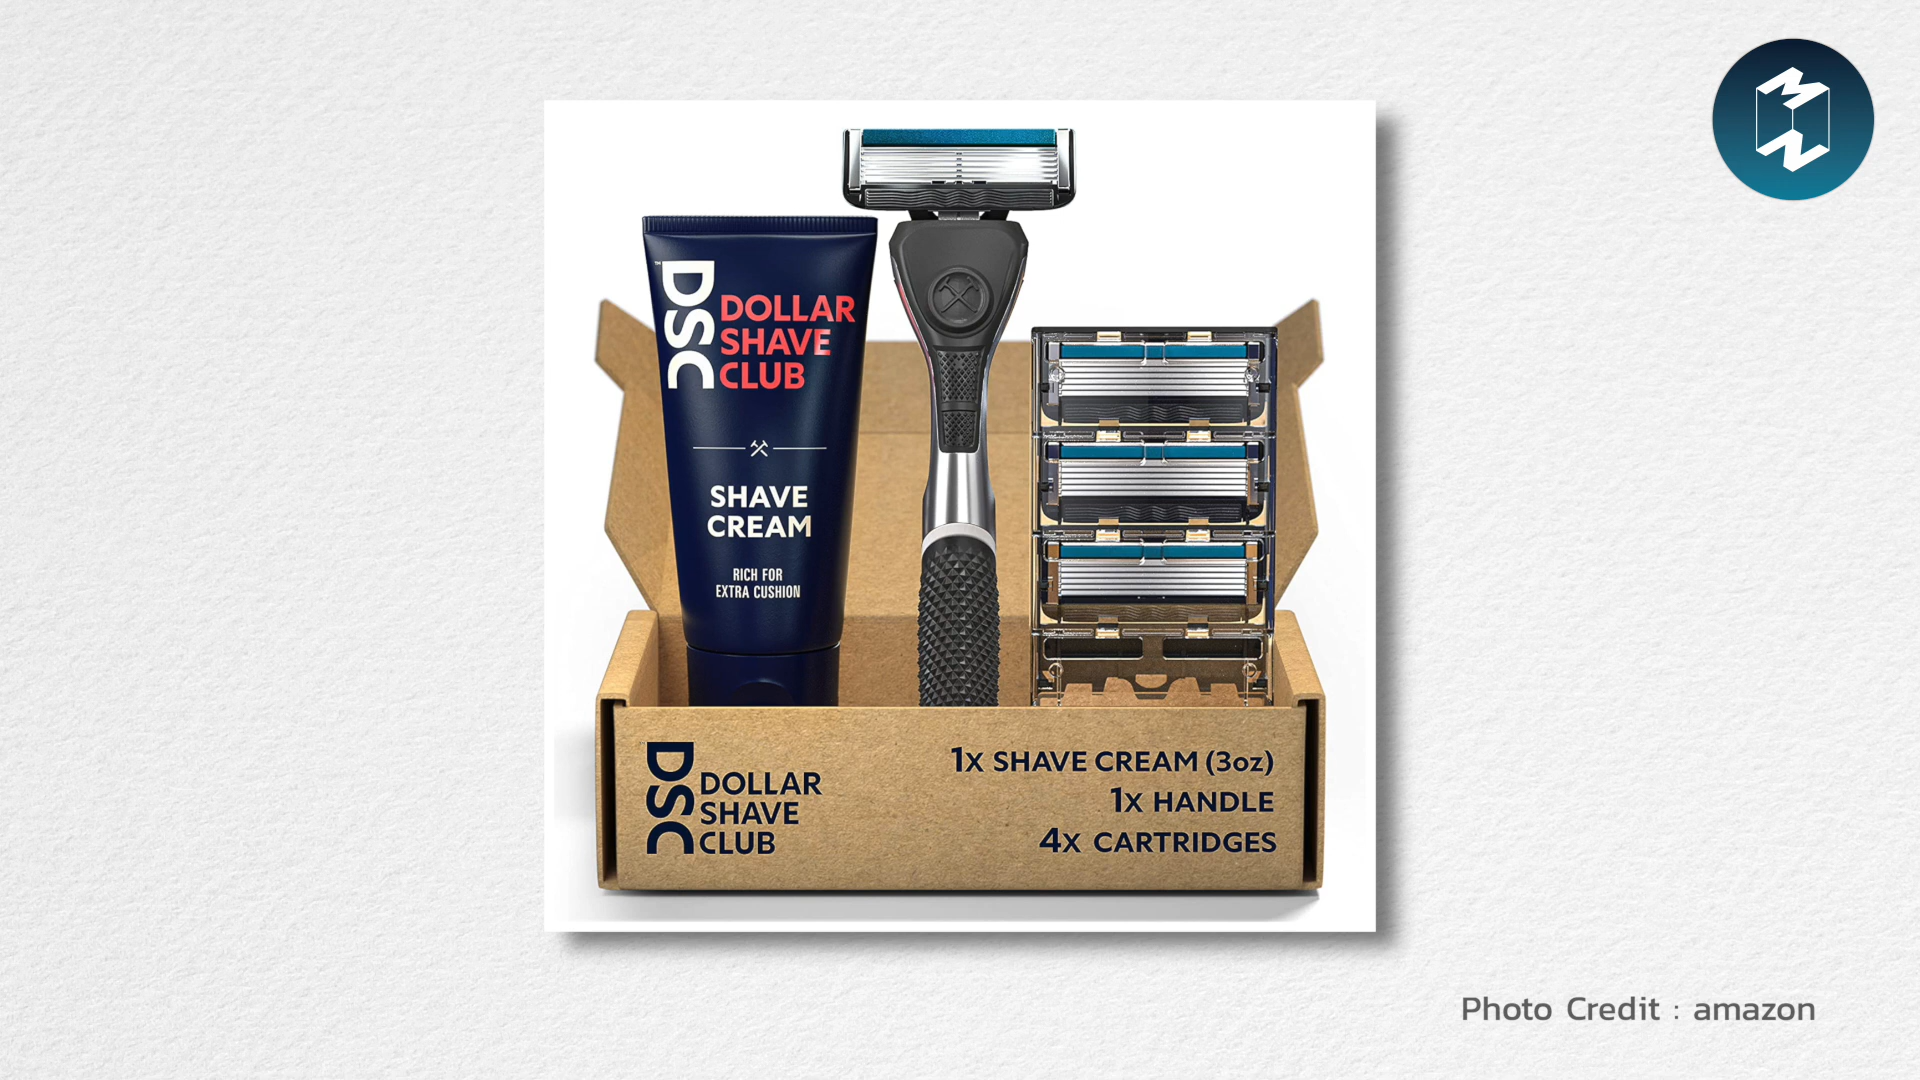 DSC
DOLLAR
SHAVE
CLUB
SHAVE
CREAM
RICH FOR
EXTRA CUSHION
DSC
DOLLAR
SHAVE
CLUB
1x SHAVE CREAM (3oz)
1x HANDLE
4x CARTRIDGES
Photo Credit : amazon